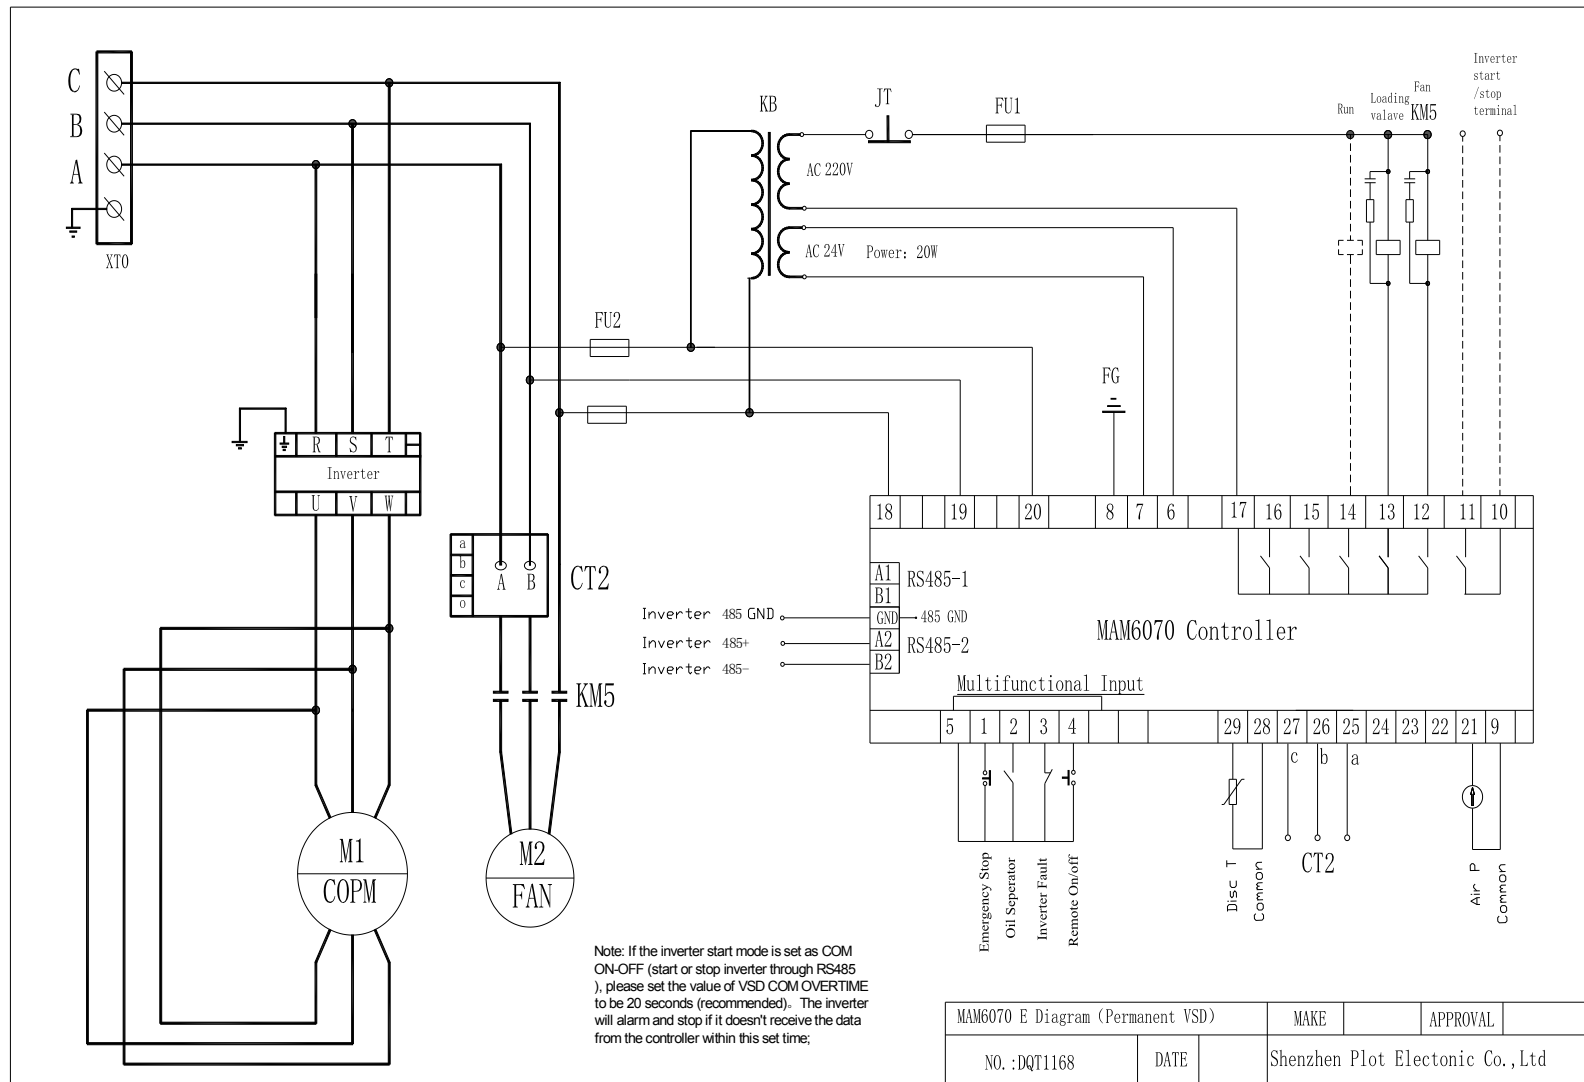 C
B
A
XT0
KB
JT
FU1
AC 220V
AC 24V
Power: 20W
Run
Loading
valave
Fan
KM5
Inverter
start
/stop
terminal
FU2
FG
R S T
Inverter
U V W
a
b
c
o
A B
CT2
KM5
18 19 20 8 7 6 17 16 15 14 13 12 11 10
A1
B1
GND
A2
B2
RS485-1
485 GND
RS485-2
Inverter 485 GND
Inverter 485+
Inverter 485-
MAM6070 Controller
Multifunctional Input
5 1 2 3 4 29 28 27 26 25 24 23 22 21 9
c b a
Emergency Stop
Oil Seperator
Inverter Fault
Remote On/off
Disc T
Common
CT2
Air P
Common
M1
COPM
M2
FAN
Note: If the inverter start mode is set as COM
ON-OFF (start or stop inverter through RS485
), please set the value of VSD COM OVERTIME
to be 20 seconds (recommended)。The inverter
will alarm and stop if it doesn't receive the data
from the controller within this set time;
MAM6070 E Diagram (Permanent VSD) MAKE APPROVAL
NO.:DQT1168 DATE Shenzhen Plot Electonic Co.,Ltd